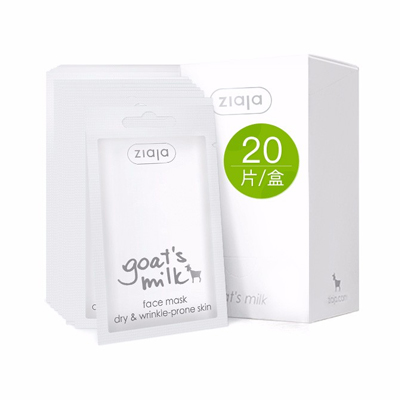 ziaja
20
片/盒
ziaja
goat's
milk
face mask
dry & wrinkle-prone skin
at's milk